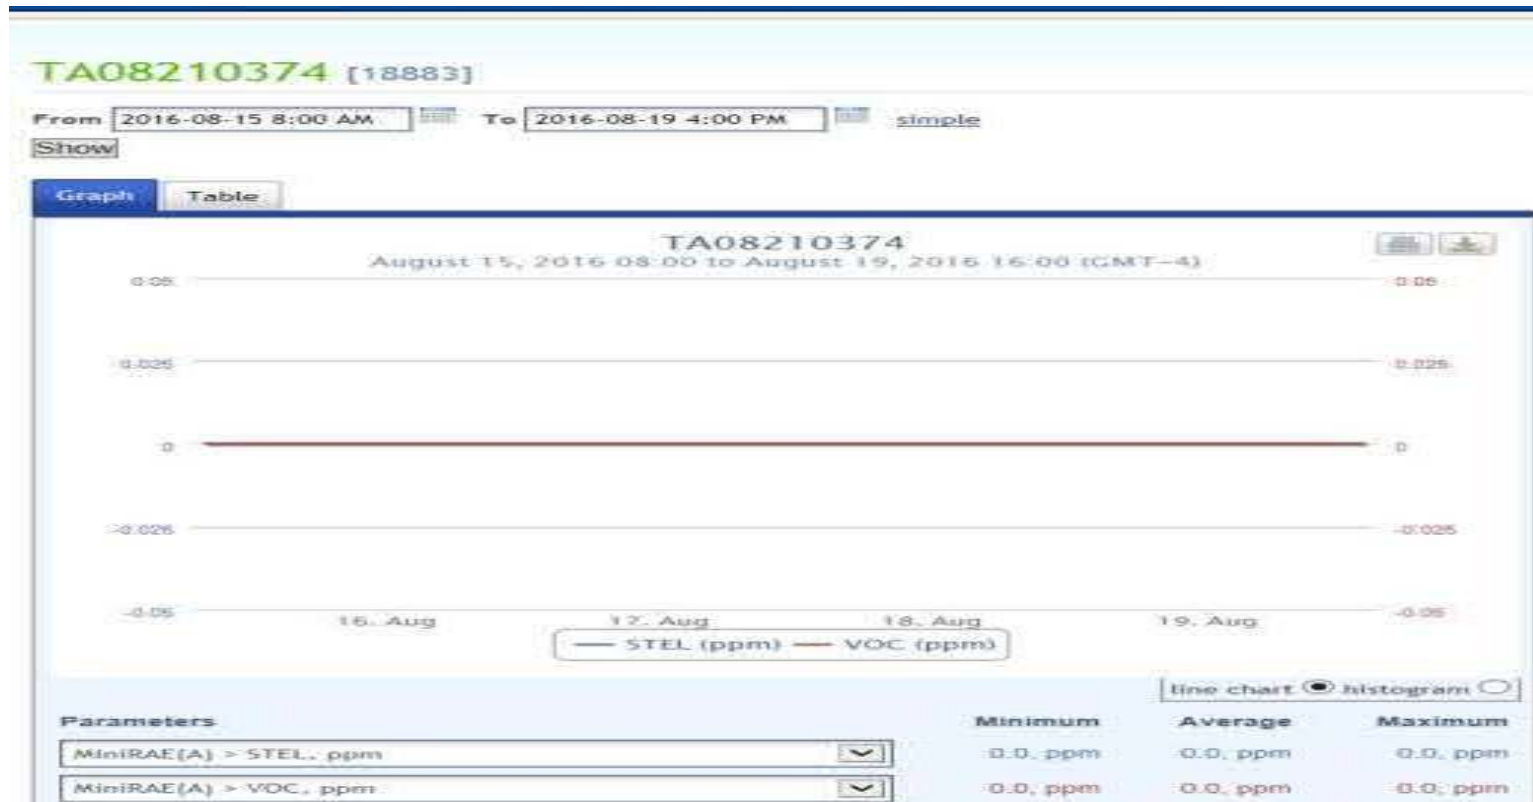 TA08210374 [18883]
From 2016-08-15 8:00 AM To 2016-08-19 4:00 PM simple
Show
Graph Table
TA08210374
August 15, 2016 08:00 to August 19, 2016 16:00 (GMT-4)
0.05 0.05
0.025 0.025
0 0
-0.025 -0.025
-0.05 -0.05
16. Aug 17. Aug 18. Aug 19. Aug
STEL (ppm) VOC (ppm)
line chart histogram
Parameters Minimum Average Maximum
MiniRAE(A) > STEL, ppm 0.0, ppm 0.0, ppm 0.0, ppm
MiniRAE(A) > VOC, ppm 0.0, ppm 0.0, ppm 0.0, ppm